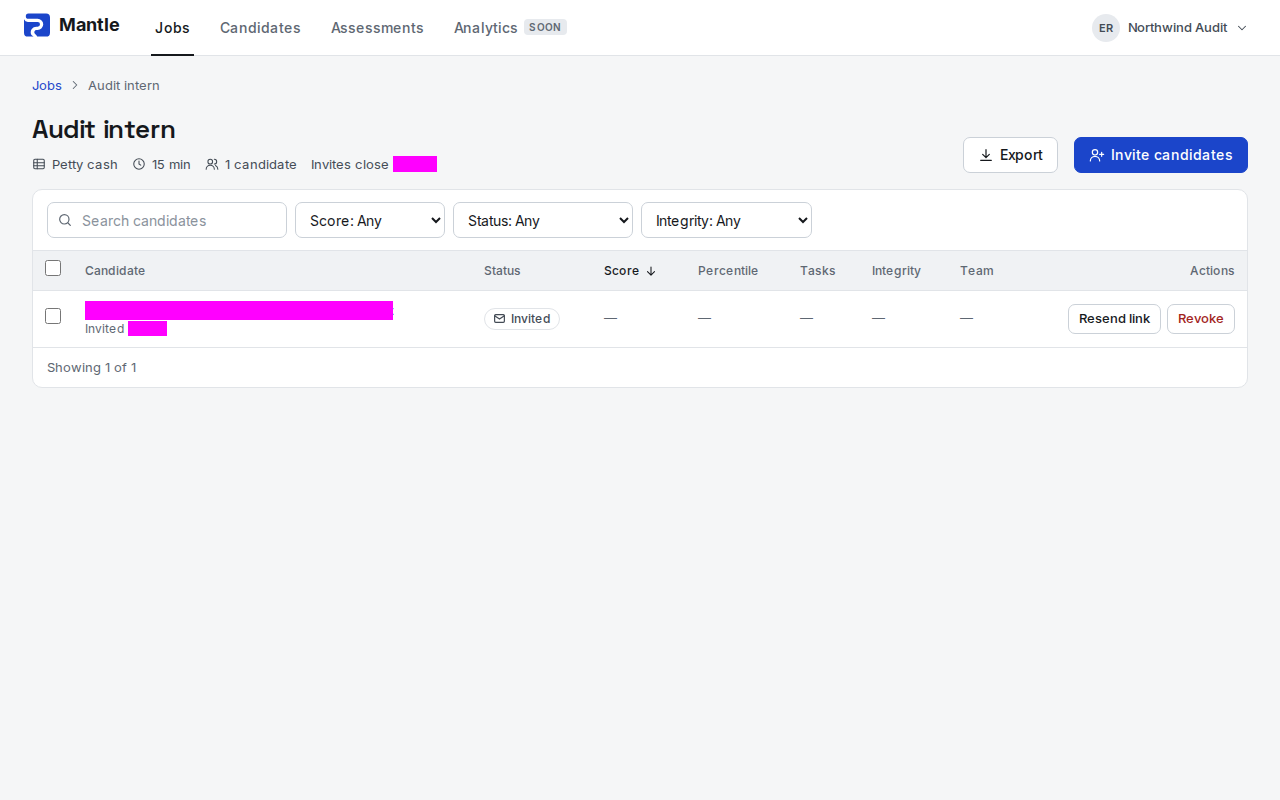 Mantle
Jobs
Candidates
Assessments
Analytics SOON
ER Northwind Audit
Jobs > Audit intern
Audit intern
Petty cash 15 min 1 candidate Invites close
Export
Invite candidates
Search candidates
Score: Any
Status: Any
Integrity: Any
Candidate Status Score ↓ Percentile Tasks Integrity Team Actions
Invited
Invited — — — — — Resend link Revoke
Showing 1 of 1